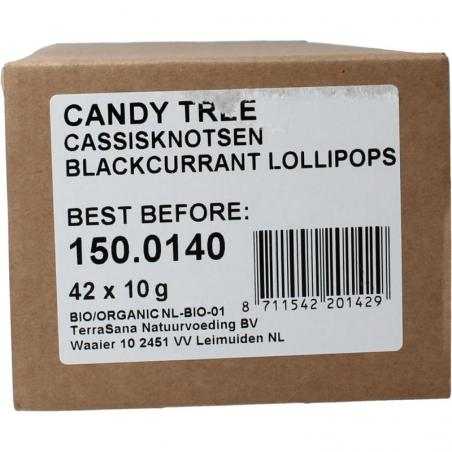 CANDY TREE
CASSISKNOTSEN
BLACKCURRANT LOLLIPOPS
BEST BEFORE:
150.0140
42 x 10 g
BIO/ORGANIC NL-BIO-01
TerraSana Natuurvoeding BV
Waaier 10 2451 VV Leimuiden NL
8 711542 201429